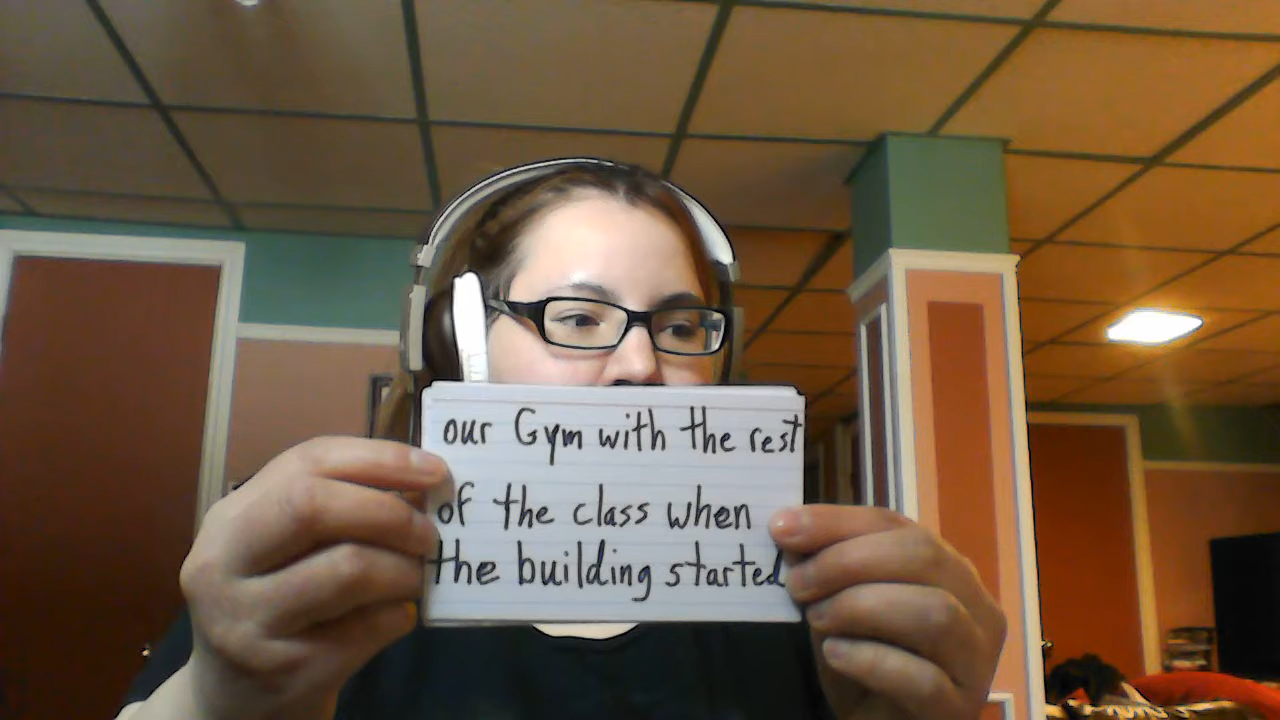 our Gym with the rest
of the class when
the building started